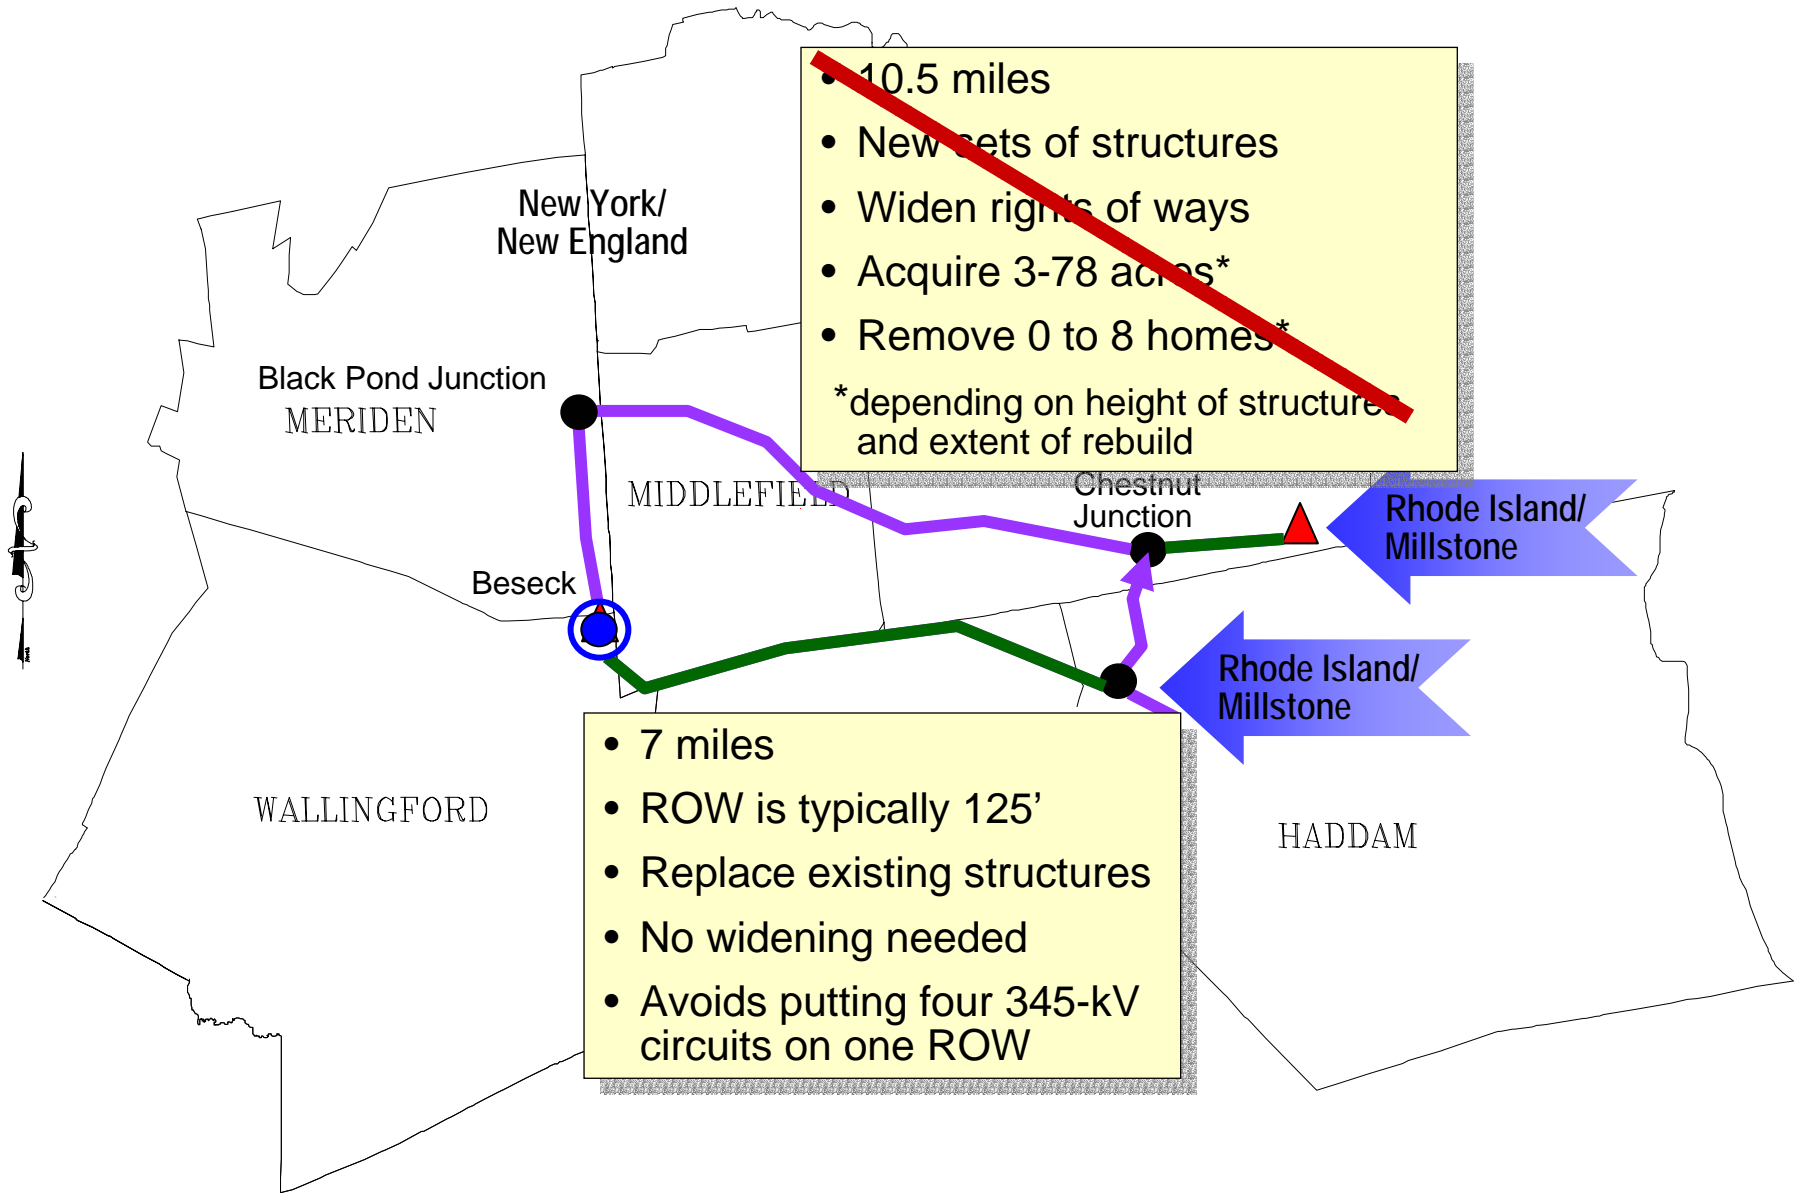 • 10.5 miles
• New sets of structures
• Widen rights of ways
• Acquire 3-78 acres*
• Remove 0 to 8 homes*
*depending on height of structures
and extent of rebuild
New York/
New England
Black Pond Junction
MERIDEN
MIDDLEFIELD
Chestnut
Junction
Rhode Island/
Millstone
Beseck
Rhode Island/
Millstone
• 7 miles
• ROW is typically 125’
• Replace existing structures
• No widening needed
• Avoids putting four 345-kV
circuits on one ROW
WALLINGFORD
HADDAM